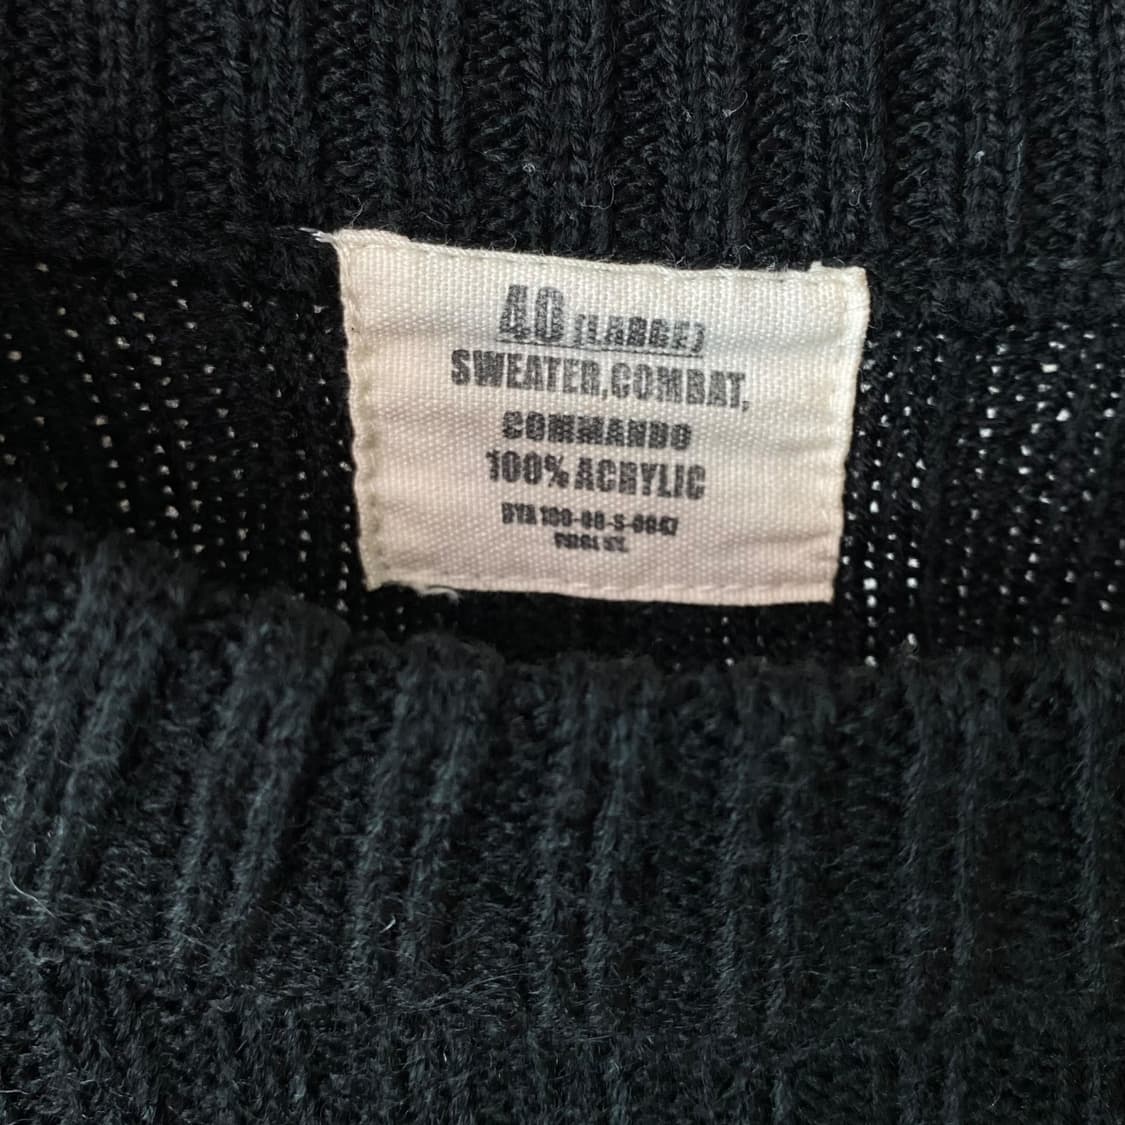 40 (LARGE)
SWEATER,COMBAT,
COMMANDO
100% ACRYLIC